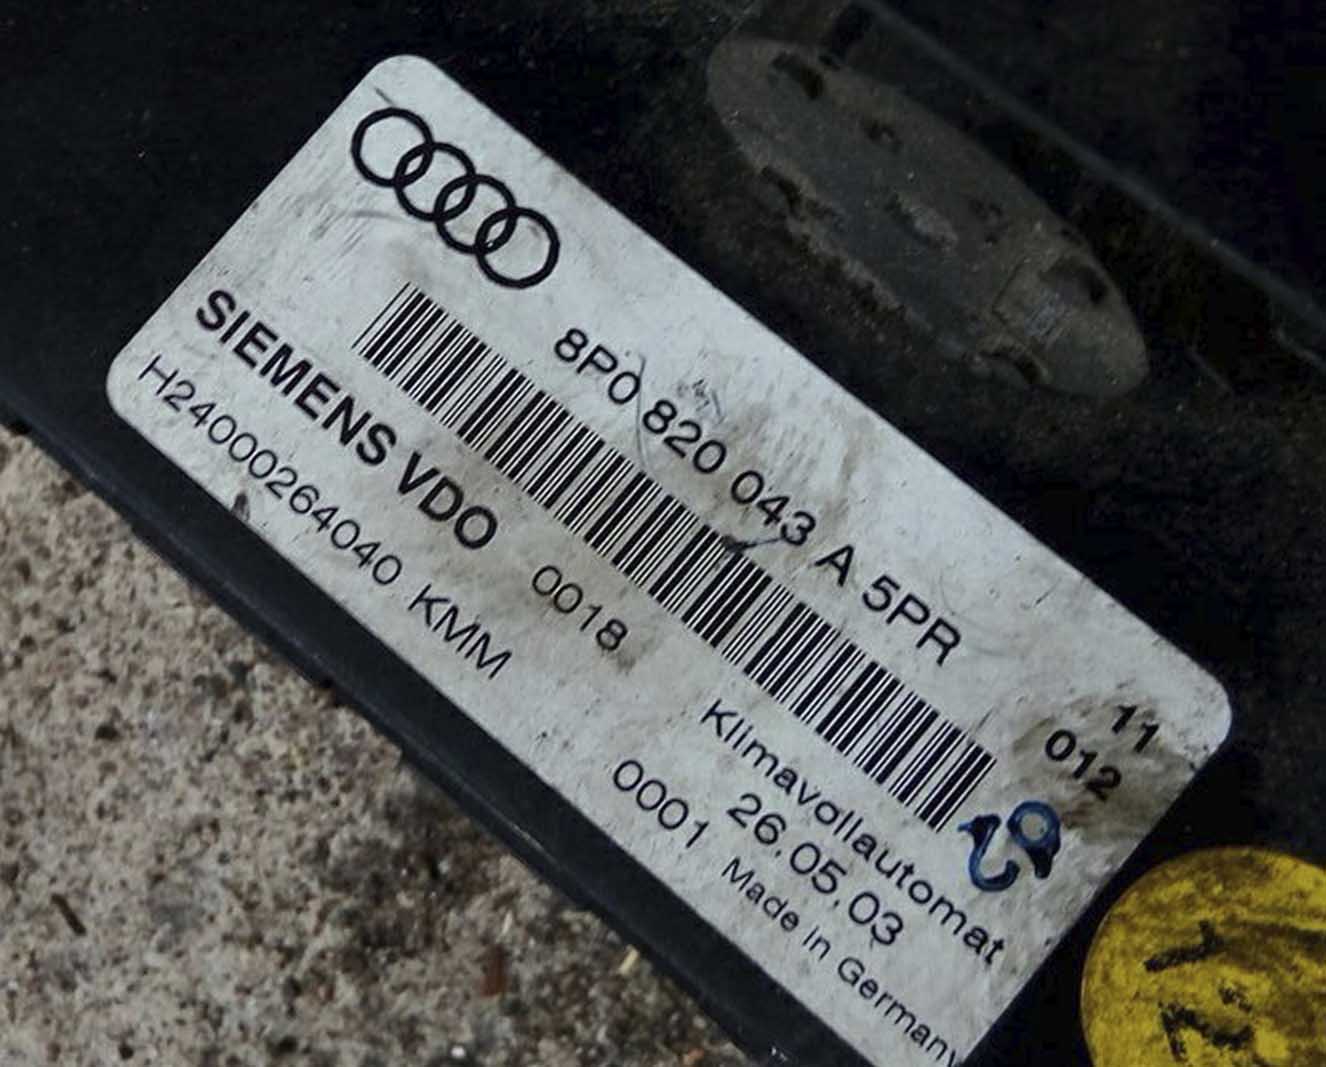 8P0 820 043 A 5PR
11
012
SIEMENS VDO 0018
Klimavollautomat
H24000264040 KMM
26.05.03
0001
Made in Germany